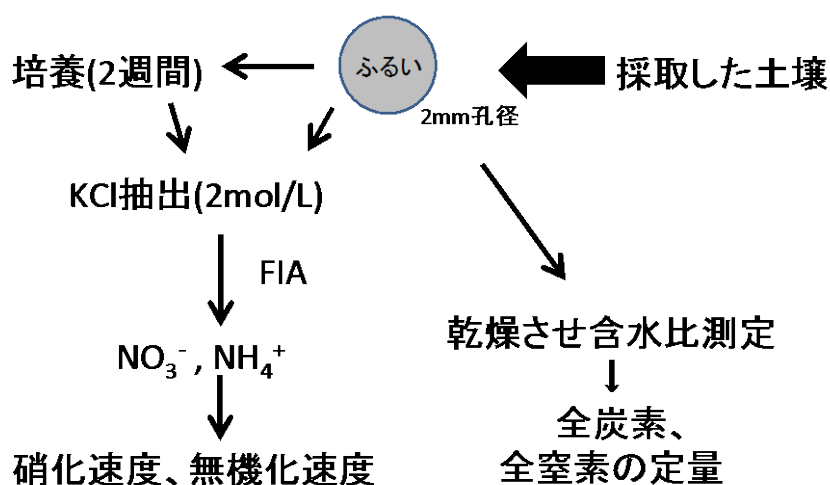 採取した土壌
ふるい
2mm孔径
培養(2週間)
KCl抽出(2mol/L)
FIA
NO₃⁻ , NH₄⁺
硝化速度、無機化速度
乾燥させ含水比測定
全炭素、
全窒素の定量